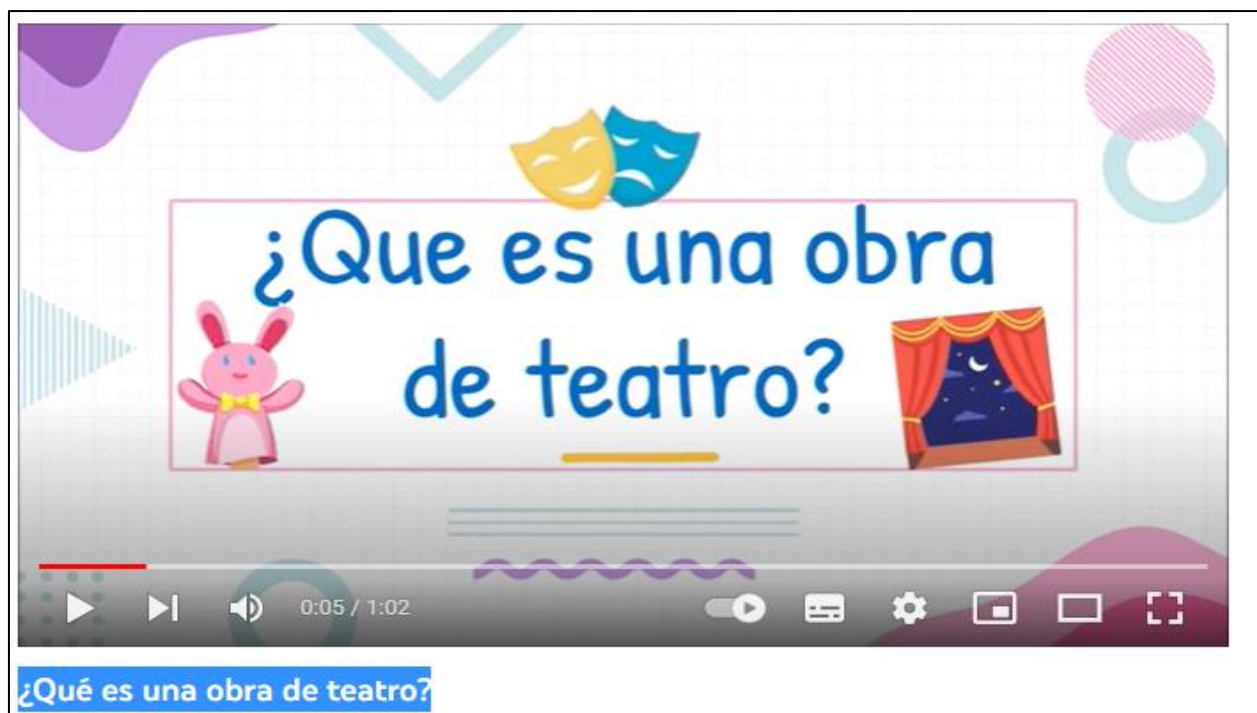 ¿Que es una obra
de teatro?
0:05 / 1:02
¿Qué es una obra de teatro?